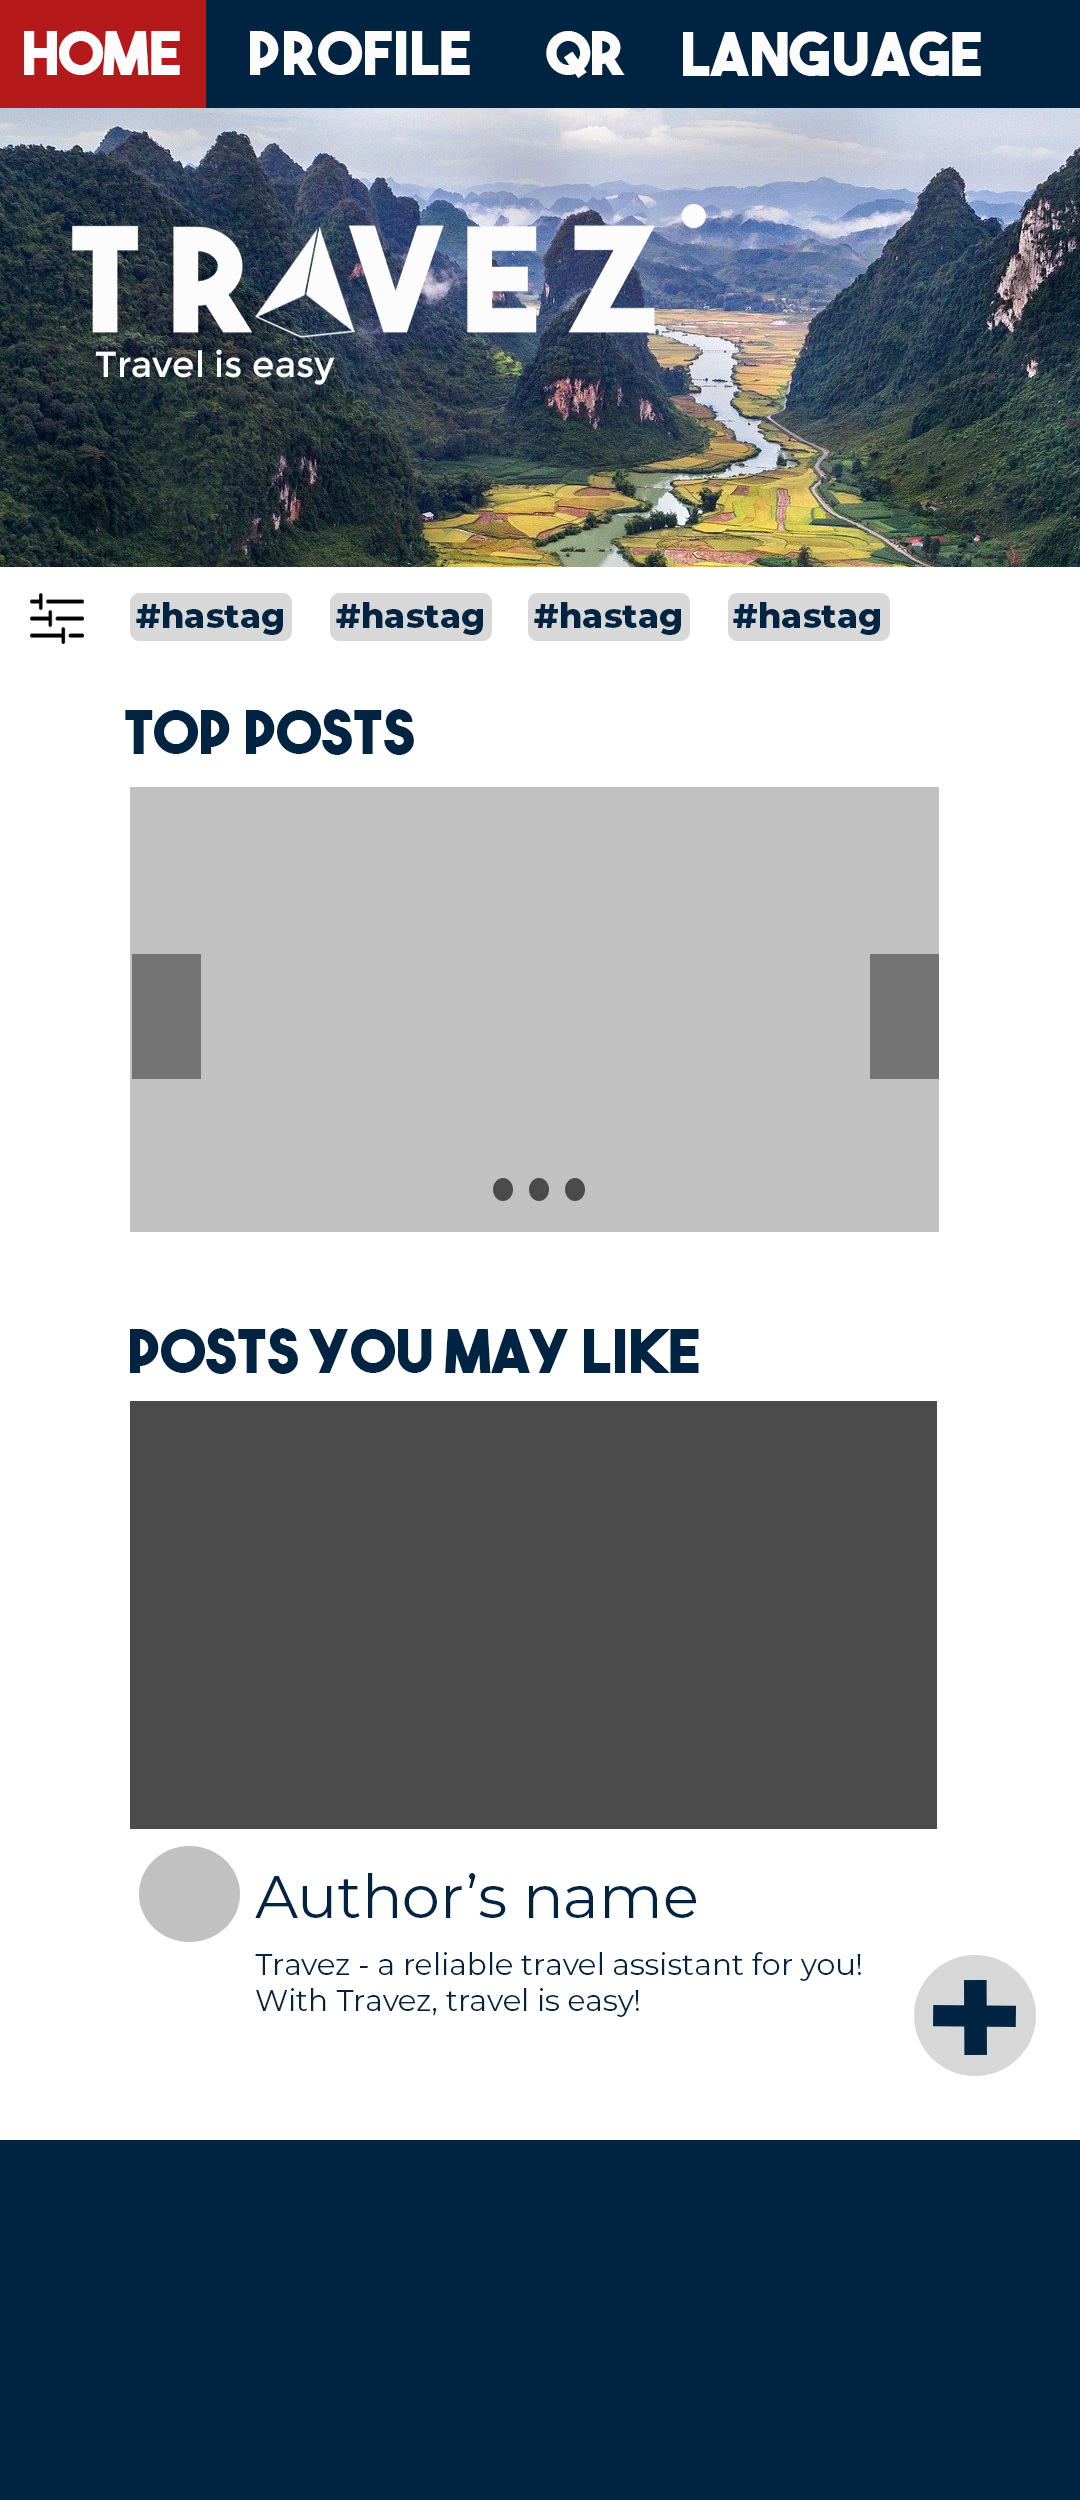 HOME PROFILE QR LANGUAGE
TRAVEZ
Travel is easy
#hastag #hastag #hastag #hastag
TOP POSTS
POSTS YOU MAY LIKE
Author's name
Travez - a reliable travel assistant for you!
With Travez, travel is easy!